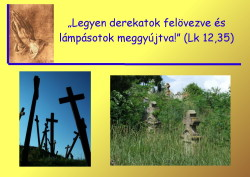 „Legyen derekatok felövezve és
lámpásotok meggyújtva!” (Lk 12,35)